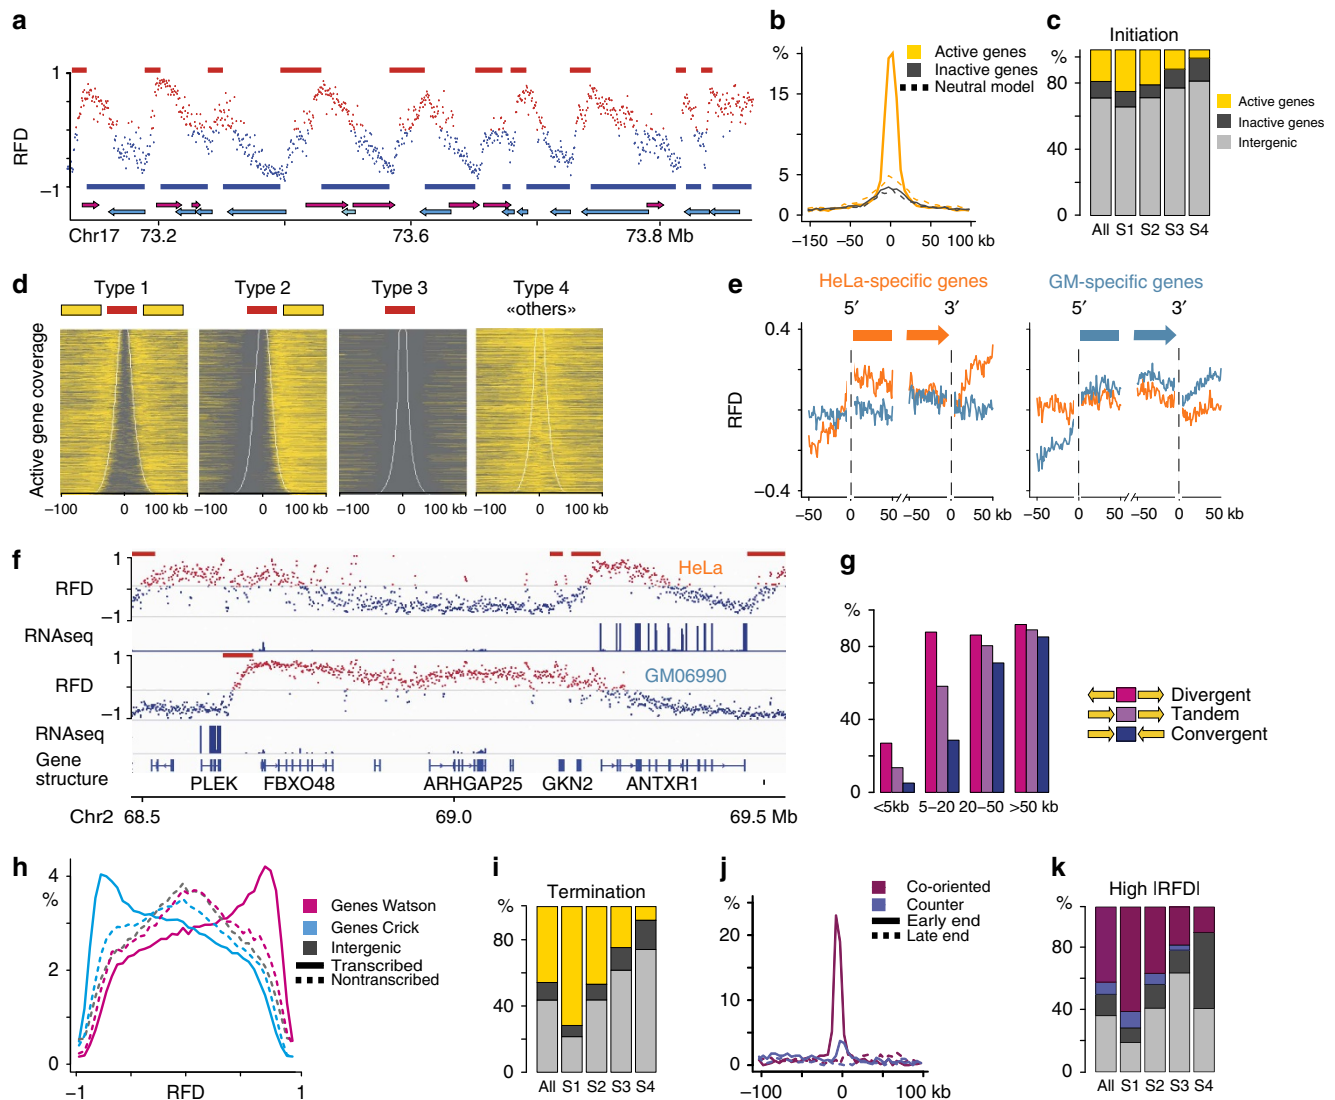 a
1
RFD
−1
Chr17
73.2
73.6
73.8 Mb
b
%
15
5
0
−150
−50
0
50
100 kb
Active genes
Inactive genes
Neutral model
c
Initiation
%
80
40
0
All
S1
S2
S3
S4
Active genes
Inactive genes
Intergenic
d
Type 1
Type 2
Type 3
Type 4
«others»
Active gene coverage
−100
0
100 kb
−100
0
100 kb
−100
0
100 kb
−100
0
100 kb
e
HeLa-specific genes
GM-specific genes
5′
3′
5′
3′
0.4
RFD
−0.4
−50
0
50
−50
0
50 kb
−50
0
50
−50
0
50 kb
f
1
RFD
−1
HeLa
RNAseq
1
RFD
−1
GM06990
RNAseq
Gene
structure
PLEK
FBXO48
ARHGAP25
GKN2
ANTXR1
Chr2
68.5
69.0
69.5 Mb
g
%
80
40
0
<5kb
5–20
20–50
>50 kb
Divergent
Tandem
Convergent
h
4
%
2
0
−1
RFD
1
Genes Watson
Genes Crick
Intergenic
Transcribed
Nontranscribed
i
Termination
%
80
40
0
All
S1
S2
S3
S4
j
%
20
10
0
−100
0
100 kb
Co-oriented
Counter
Early end
Late end
k
High |RFD|
%
80
40
0
All
S1
S2
S3
S4